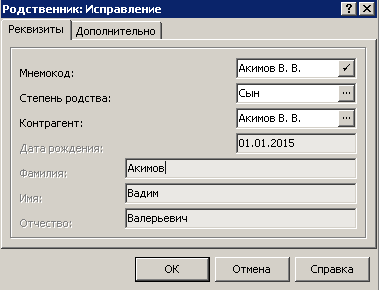 Родственник: Исправление
Реквизиты Дополнительно
Мнемокод: Акимов В. В.
Степень родства: Сын
Контрагент: Акимов В. В.
Дата рождения: 01.01.2015
Фамилия: Акимов
Имя: Вадим
Отчество: Валерьевич
ОК Отмена Справка